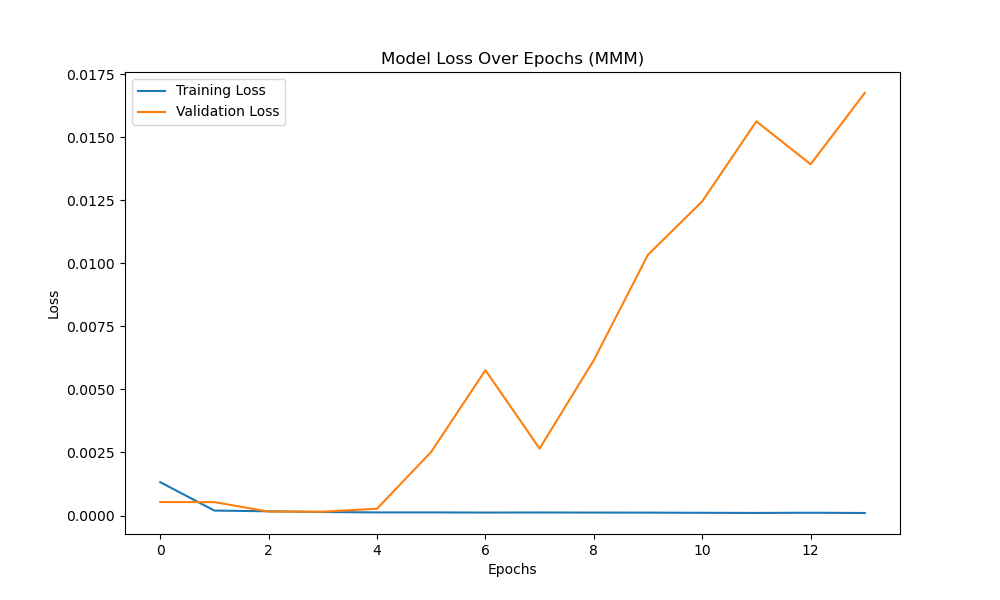 Model Loss Over Epochs (MMM)
Training Loss
Validation Loss
0.0175
0.0150
0.0125
0.0100
0.0075
0.0050
0.0025
0.0000
Loss
0 2 4 6 8 10 12
Epochs